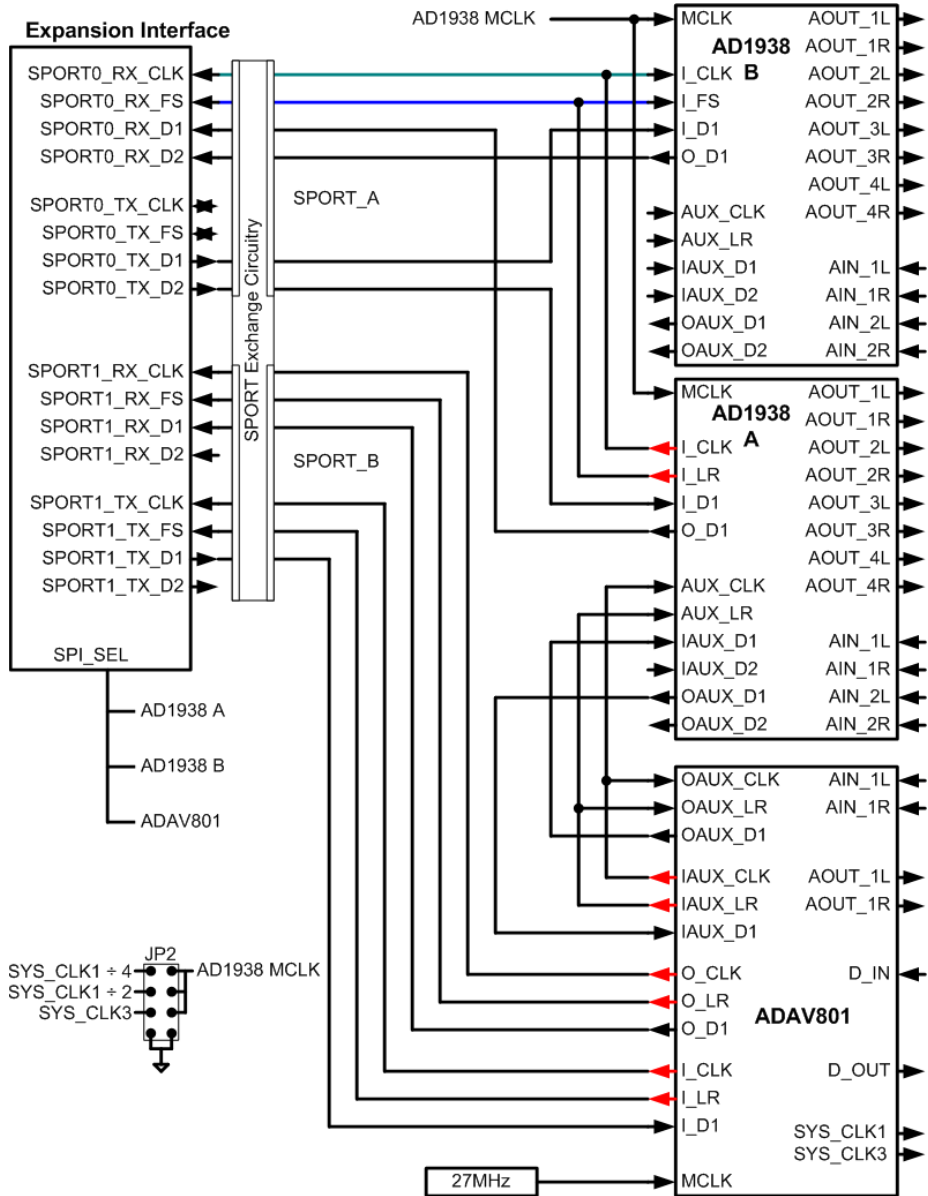 Expansion Interface
SPORT0_RX_CLK
SPORT0_RX_FS
SPORT0_RX_D1
SPORT0_RX_D2
SPORT0_TX_CLK
SPORT0_TX_FS
SPORT0_TX_D1
SPORT0_TX_D2
SPORT1_RX_CLK
SPORT1_RX_FS
SPORT1_RX_D1
SPORT1_RX_D2
SPORT1_TX_CLK
SPORT1_TX_FS
SPORT1_TX_D1
SPORT1_TX_D2
SPI_SEL
AD1938 A
AD1938 B
ADAV801
SPORT Exchange Circuitry
SPORT_A
SPORT_B
JP2
SYS_CLK1 ÷ 4
SYS_CLK1 ÷ 2
SYS_CLK3
AD1938 MCLK
AD1938 MCLK
AD1938
B
MCLK
I_CLK
I_FS
I_D1
O_D1
AUX_CLK
AUX_LR
IAUX_D1
IAUX_D2
OAUX_D1
OAUX_D2
AOUT_1L
AOUT_1R
AOUT_2L
AOUT_2R
AOUT_3L
AOUT_3R
AOUT_4L
AOUT_4R
AIN_1L
AIN_1R
AIN_2L
AIN_2R
AD1938
A
MCLK
I_CLK
I_LR
I_D1
O_D1
AUX_CLK
AUX_LR
IAUX_D1
IAUX_D2
OAUX_D1
OAUX_D2
AOUT_1L
AOUT_1R
AOUT_2L
AOUT_2R
AOUT_3L
AOUT_3R
AOUT_4L
AOUT_4R
AIN_1L
AIN_1R
AIN_2L
AIN_2R
OAUX_CLK
OAUX_LR
OAUX_D1
IAUX_CLK
IAUX_LR
IAUX_D1
O_CLK
O_LR
O_D1
I_CLK
I_LR
I_D1
MCLK
ADAV801
AIN_1L
AIN_1R
AOUT_1L
AOUT_1R
D_IN
D_OUT
SYS_CLK1
SYS_CLK3
27MHz